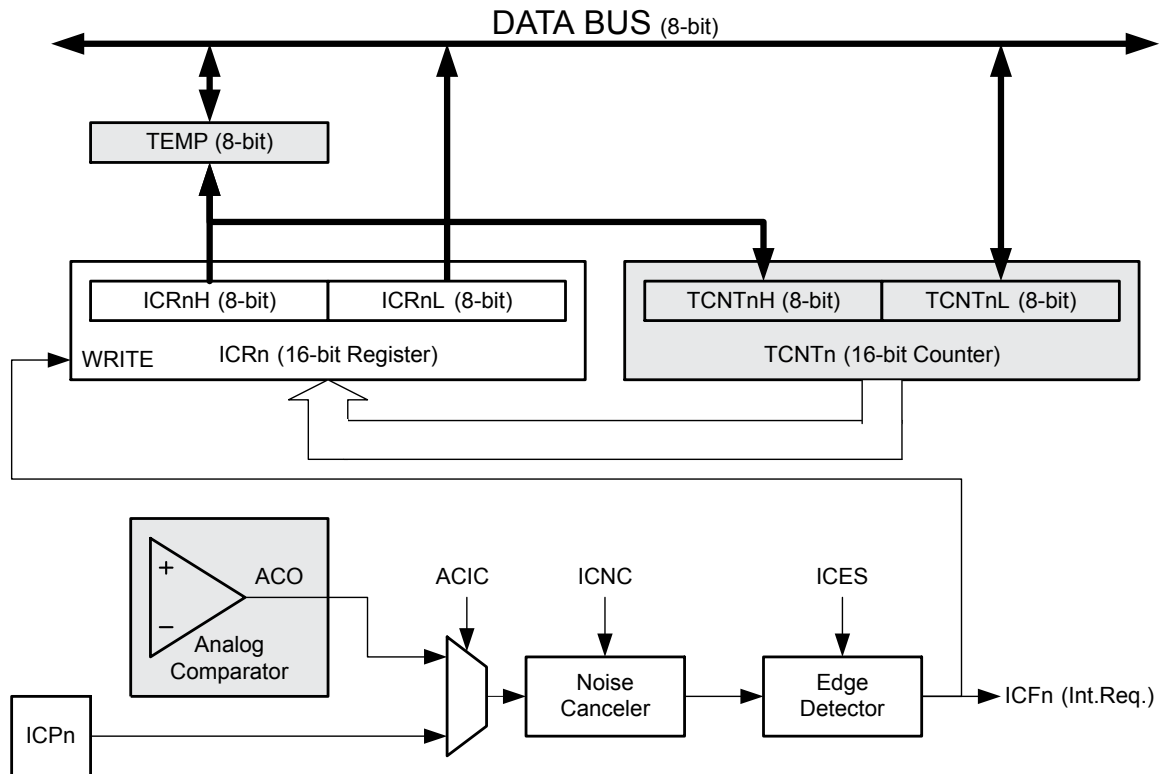 DATA BUS (8-bit)
TEMP (8-bit)
ICRnH (8-bit)
ICRnL (8-bit)
TCNTnH (8-bit)
TCNTnL (8-bit)
WRITE
ICRn (16-bit Register)
TCNTn (16-bit Counter)
+
ACO
ACIC
ICNC
ICES
−
Analog
Comparator
Noise
Canceler
Edge
Detector
ICFn (Int.Req.)
ICPn